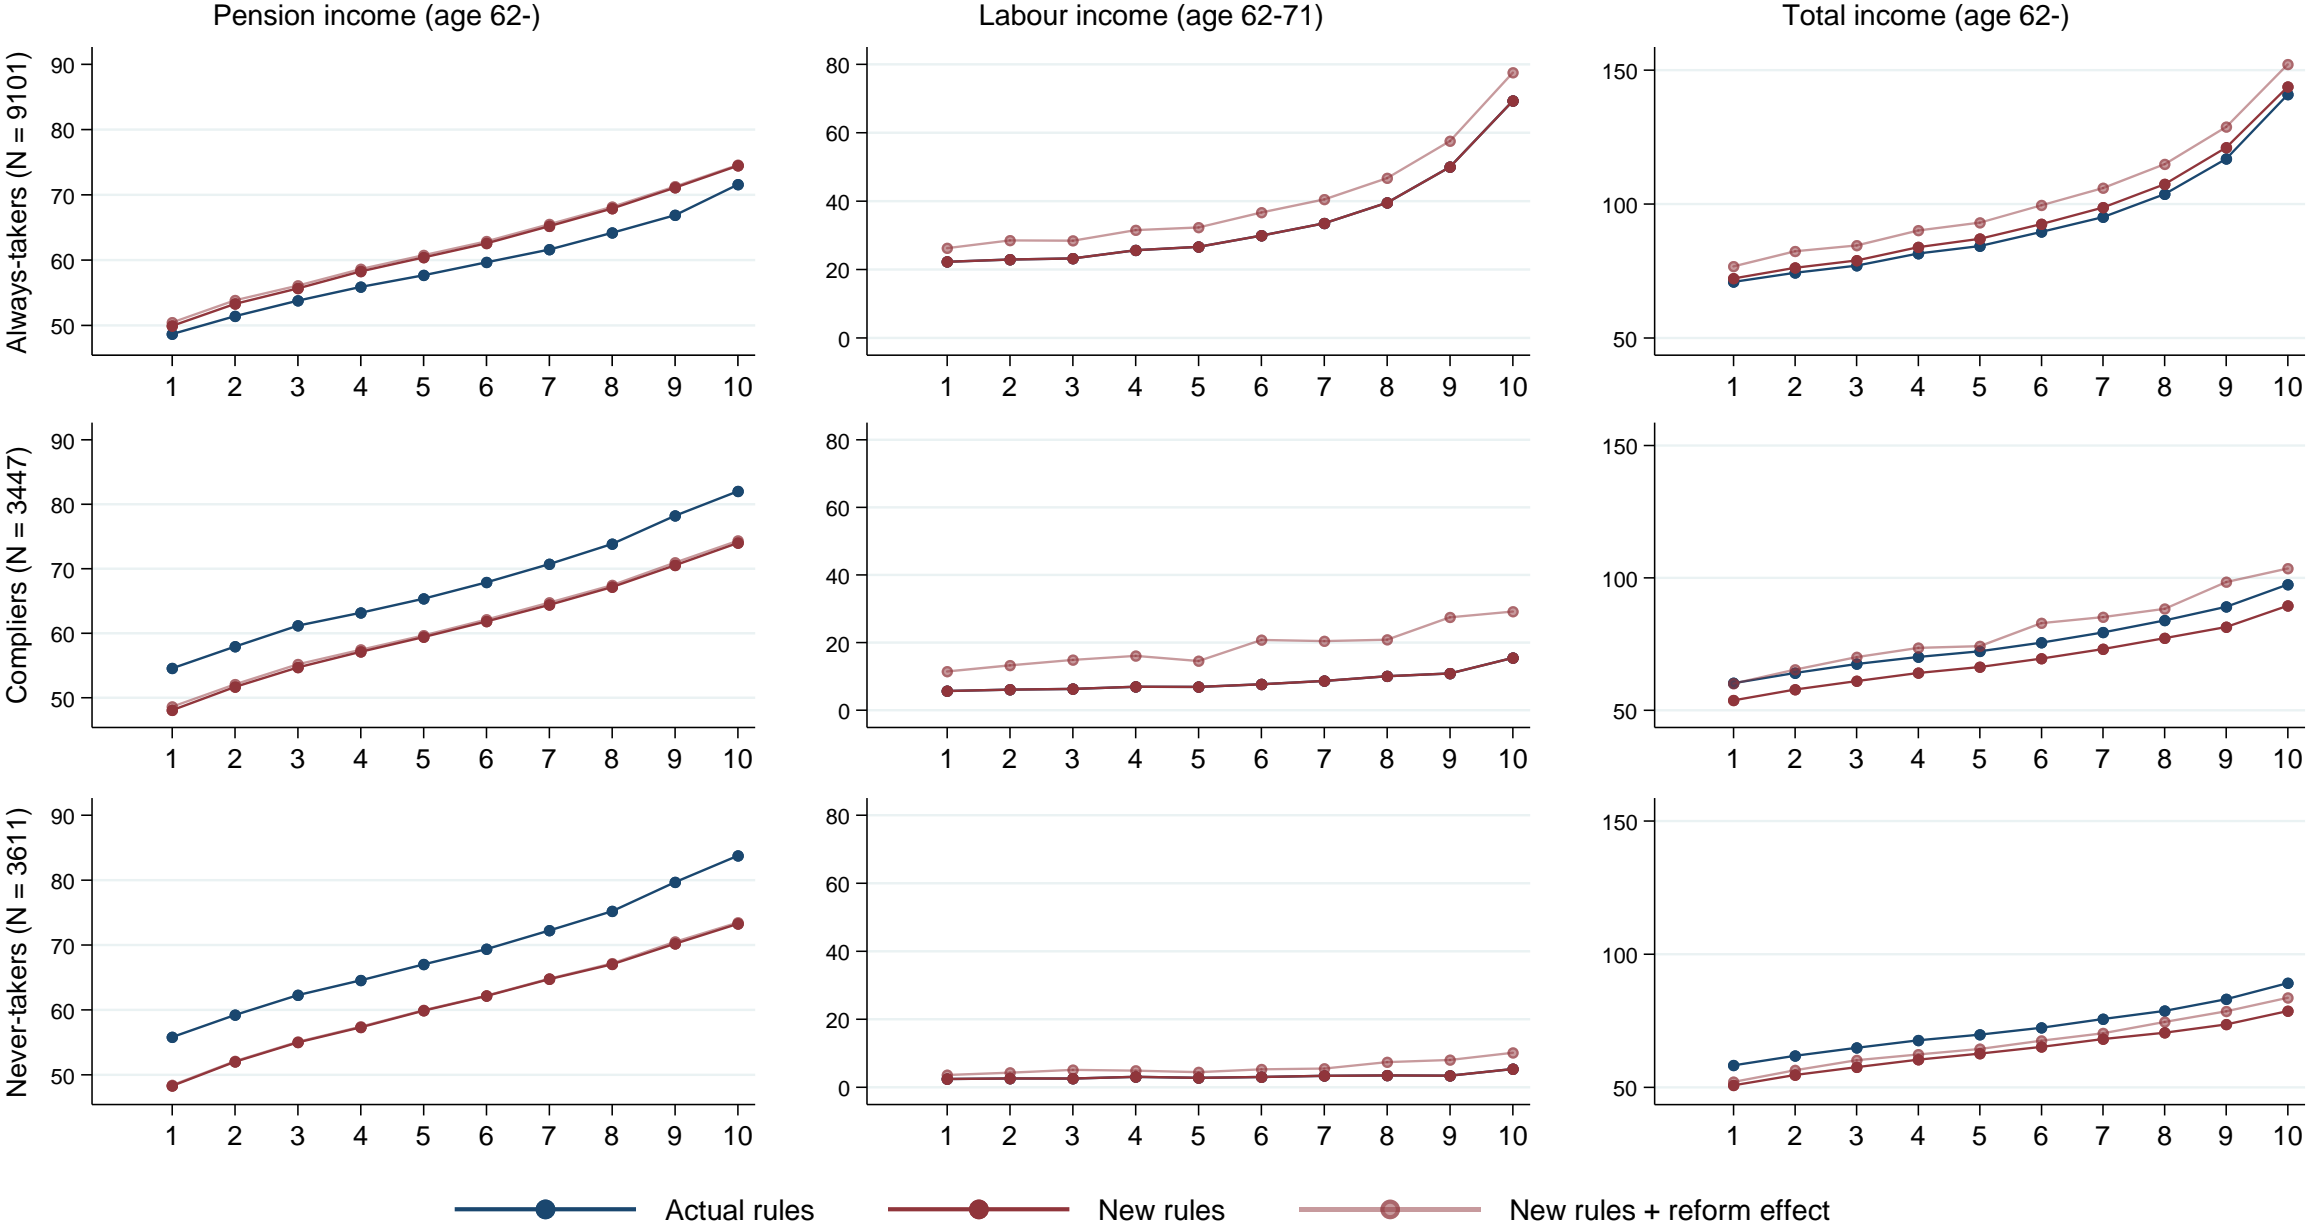 Pension income (age 62-)
Labour income (age 62-71)
Total income (age 62-)
Always-takers (N = 9101)
90
80
70
60
50
1 2 3 4 5 6 7 8 9 10
80
60
40
20
0
1 2 3 4 5 6 7 8 9 10
150
100
50
1 2 3 4 5 6 7 8 9 10
Compliers (N = 3447)
90
80
70
60
50
1 2 3 4 5 6 7 8 9 10
80
60
40
20
0
1 2 3 4 5 6 7 8 9 10
150
100
50
1 2 3 4 5 6 7 8 9 10
Never-takers (N = 3611)
90
80
70
60
50
1 2 3 4 5 6 7 8 9 10
80
60
40
20
0
1 2 3 4 5 6 7 8 9 10
150
100
50
1 2 3 4 5 6 7 8 9 10
Actual rules
New rules
New rules + reform effect